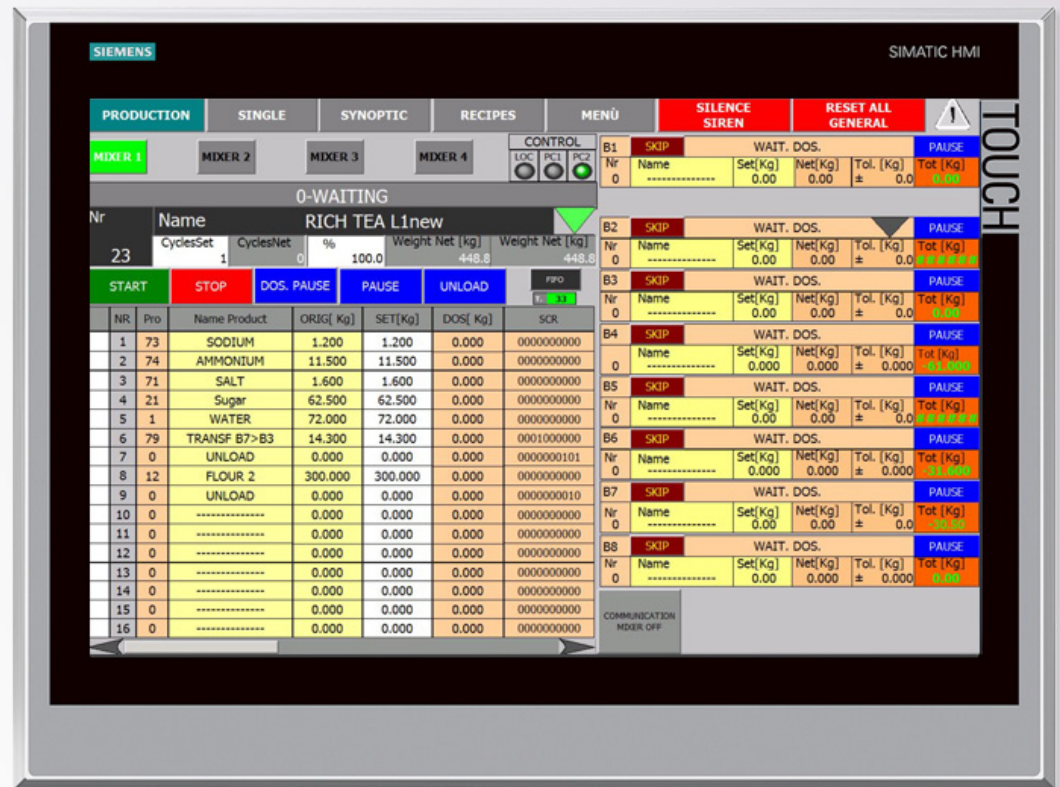 SIEMENS
SIMATIC HMI
TOUCH
PRODUCTION SINGLE SYNOPTIC RECIPES MENÙ SILENCE SIREN RESET ALL GENERAL
MIXER 1 MIXER 2 MIXER 3 MIXER 4 CONTROL
LOC PC1 PC2
0-WAITING
Nr Name RICH TEA L1new
23 CyclesSet 1 CyclesNet 0 % 100.0 Weight Net [kg] 448.8 Weight Net [kg] 448.8
START STOP DOS. PAUSE PAUSE UNLOAD FIFO
33
NR Pro Name Product ORIG[ Kg] SET[Kg] DOS[ Kg] SCR
1 73 SODIUM 1.200 1.200 0.000 0000000000
2 74 AMMONIUM 11.500 11.500 0.000 0000000000
3 71 SALT 1.600 1.600 0.000 0000000000
4 21 Sugar 62.500 62.500 0.000 0000000000
5 1 WATER 72.000 72.000 0.000 0000000000
6 79 TRANSF B7>B3 14.300 14.300 0.000 0001000000
7 0 UNLOAD 0.000 0.000 0.000 0000000101
8 12 FLOUR 2 300.000 300.000 0.000 0000000000
9 0 UNLOAD 0.000 0.000 0.000 0000000010
10 0 -------------- 0.000 0.000 0.000 0000000000
11 0 -------------- 0.000 0.000 0.000 0000000000
12 0 -------------- 0.000 0.000 0.000 0000000000
13 0 -------------- 0.000 0.000 0.000 0000000000
14 0 -------------- 0.000 0.000 0.000 0000000000
15 0 -------------- 0.000 0.000 0.000 0000000000
16 0 -------------- 0.000 0.000 0.000 0000000000
B1 SKIP WAIT. DOS. PAUSE
Nr Name Set[Kg] Net[Kg] Tol. [Kg] Tot [Kg]
0 -------------- 0.00 0.00 ± 0.0 0.00
B2 SKIP WAIT. DOS. PAUSE
Nr Name Set[Kg] Net[Kg] Tol. [Kg] Tot [Kg]
0 -------------- 0.00 0.00 ± 0.0 ######
B3 SKIP WAIT. DOS. PAUSE
Nr Name Set[Kg] Net[Kg] Tol. [Kg] Tot [Kg]
0 -------------- 0.00 0.00 ± 0.0 0.00
B4 SKIP WAIT. DOS. PAUSE
Name Set[Kg] Net[Kg] Tol. [Kg] Tot [Kg]
0 -------------- 0.000 0.000 ± 0.000 -61.000
B5 SKIP WAIT. DOS. PAUSE
Nr Name Set[Kg] Net[Kg] Tol. [Kg] Tot [Kg]
0 -------------- 0.00 0.00 ± 0.0 ######
B6 SKIP WAIT. DOS. PAUSE
Nr Name Set[Kg] Net[Kg] Tol. [Kg] Tot [Kg]
0 -------------- 0.000 0.000 ± 0.000 -31.600
B7 SKIP WAIT. DOS. PAUSE
Nr Name Set[Kg] Net[Kg] Tol. [Kg] Tot [Kg]
0 -------------- 0.00 0.00 ± 0.0 -30.50
B8 SKIP WAIT. DOS. PAUSE
Nr Name Set[Kg] Net[Kg] Tol. [Kg] Tot [Kg]
0 -------------- 0.00 0.000 ± 0.000 0.00
COMMUNICATION
MIXER OFF